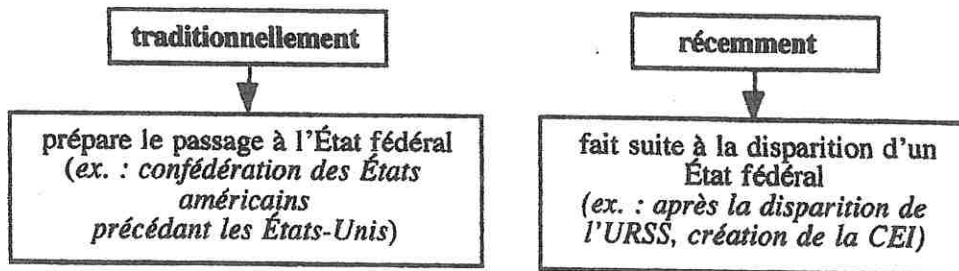 traditionnellement
prépare le passage à l'État fédéral
(ex. : confédération des États
américains
précédant les États-Unis)
récemment
fait suite à la disparition d'un
État fédéral
(ex. : après la disparition de
l'URSS, création de la CEI)